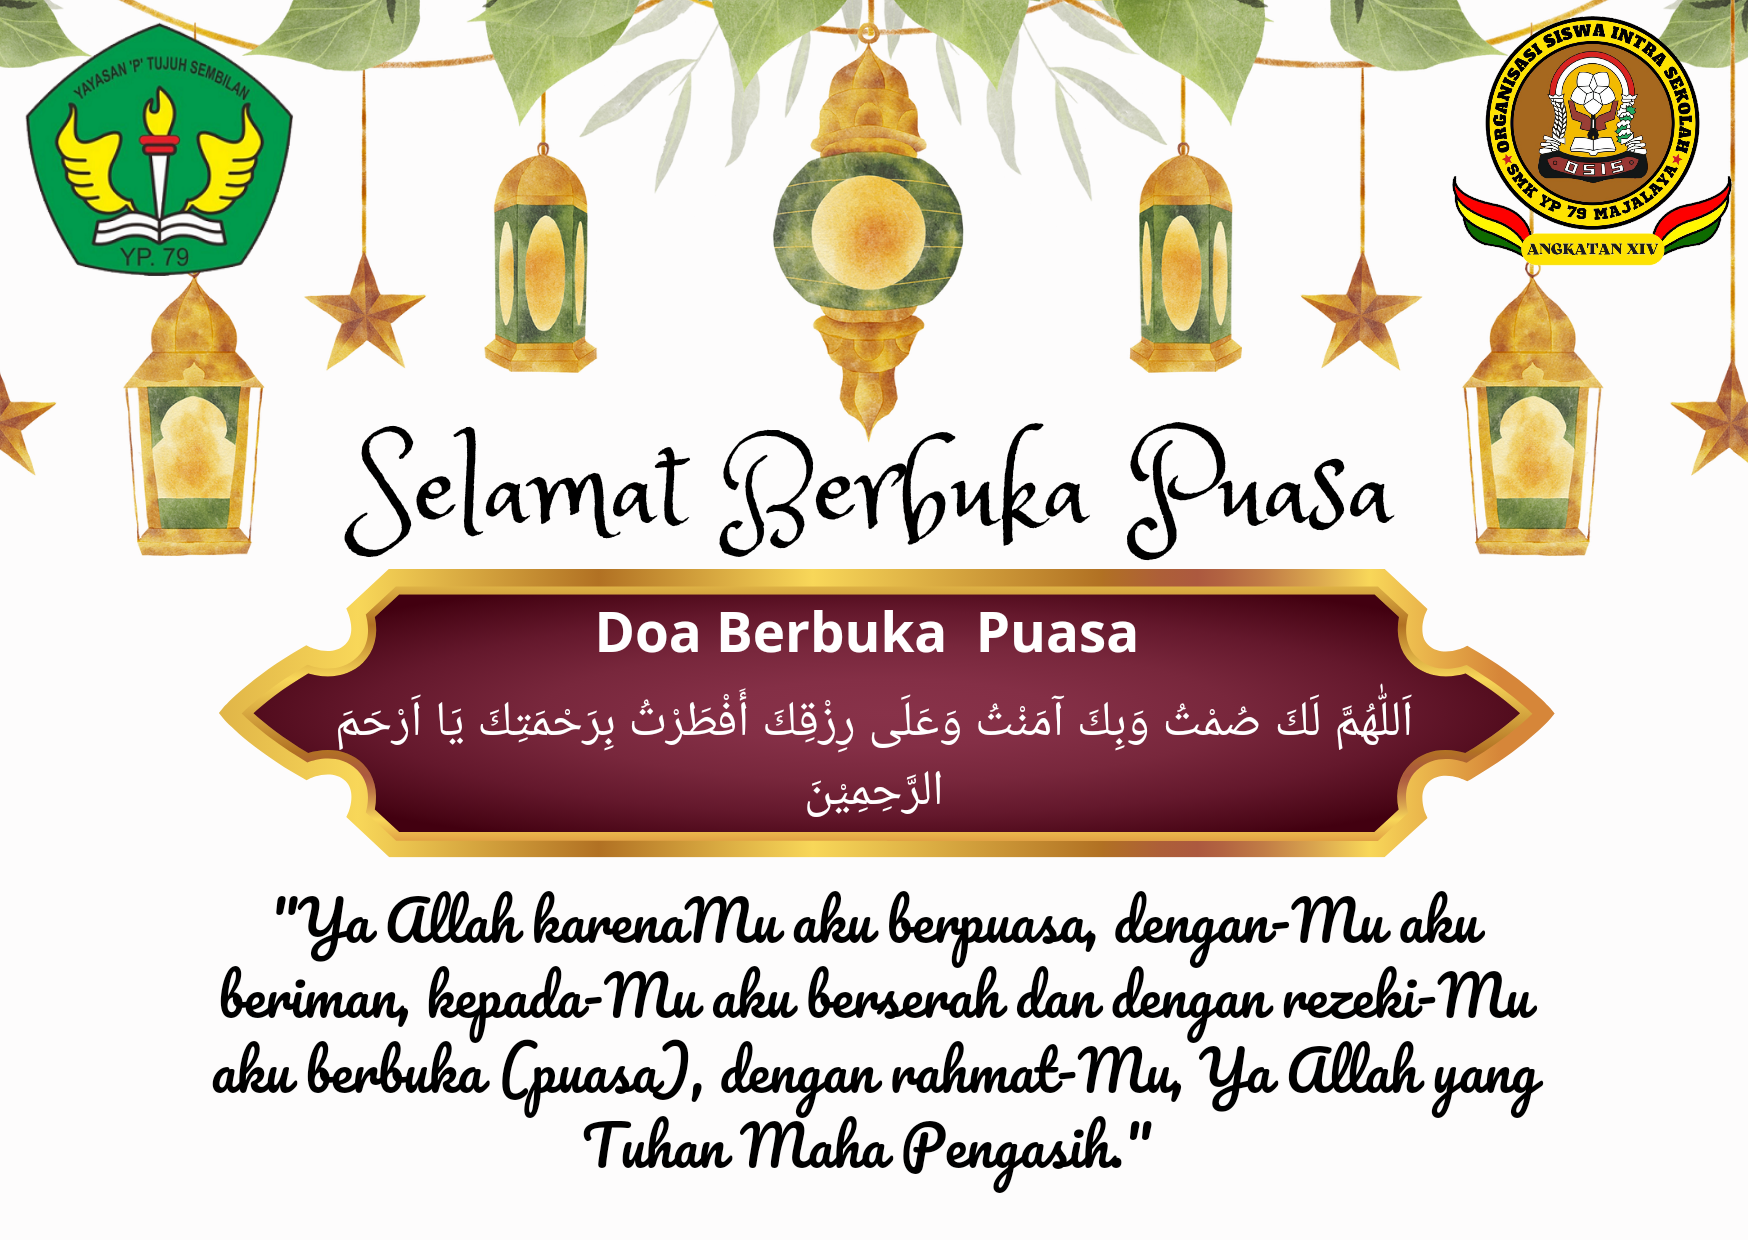 YAYASAN 'P' TUJUH SEMBILAN
YP. 79
ORGANISASI SISWA INTRA SEKOLAH
OSIS
SMK YP 79 MAJALAYA
ANGKATAN XIV
Selamat Berbuka Puasa
Doa Berbuka Puasa
اَللّٰهُمَّ لَكَ صُمْتُ وَبِكَ آمَنْتُ وَعَلَى رِزْقِكَ أَفْطَرْتُ بِرَحْمَتِكَ يَا اَرْحَمَ
الرَّحِمِيْنَ
"Ya Allah karenaMu aku berpuasa, dengan-Mu aku
beriman, kepada-Mu aku berserah dan dengan rezeki-Mu
aku berbuka (puasa), dengan rahmat-Mu, Ya Allah yang
Tuhan Maha Pengasih."